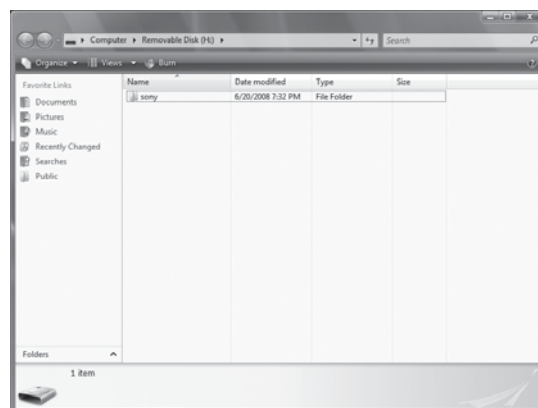 Computer ▸ Removable Disk (H:) ▸ Search
Organize Views Burn
Favorite Links
Documents
Pictures
Music
Recently Changed
Searches
Public
Folders
Name Date modified Type Size
sony 6/20/2008 7:32 PM File Folder
1 item